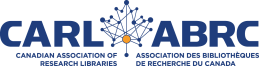 CARL ABRC
CANADIAN ASSOCIATION OF
RESEARCH LIBRARIES
ASSOCIATION DES BIBLIOTHÈQUES
DE RECHERCHE DU CANADA